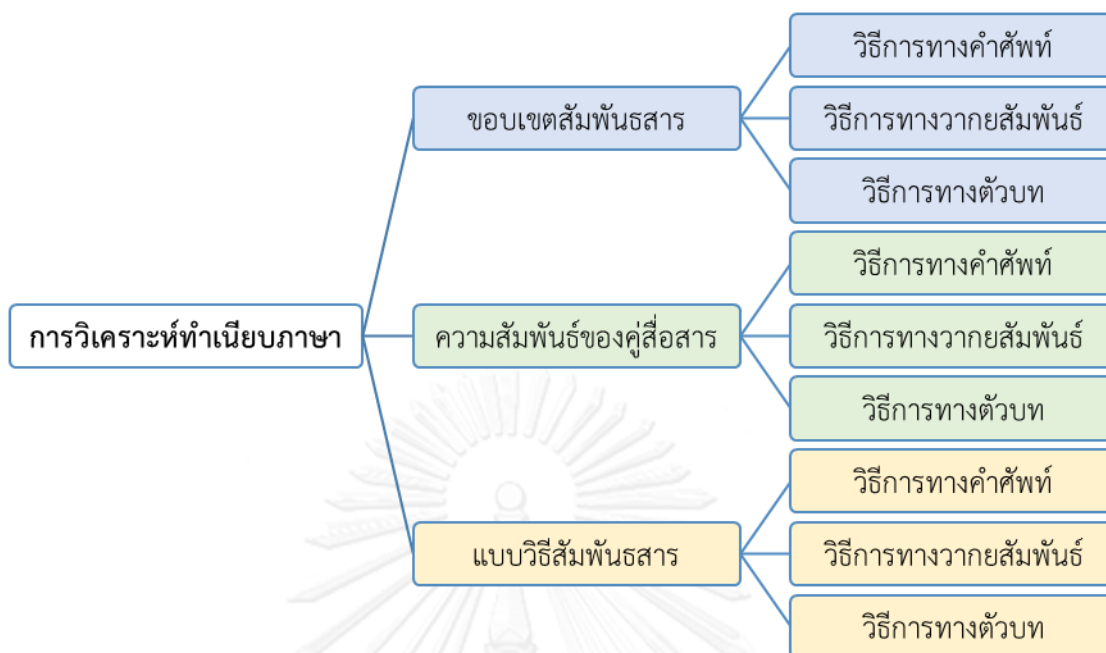 การวิเคราะห์ทำเนียบภาษา
ขอบเขตสัมพันธสาร
วิธีการทางคำศัพท์
วิธีการทางวากยสัมพันธ์
วิธีการทางตัวบท
ความสัมพันธ์ของคู่สื่อสาร
วิธีการทางคำศัพท์
วิธีการทางวากยสัมพันธ์
วิธีการทางตัวบท
แบบวิธีสัมพันธสาร
วิธีการทางคำศัพท์
วิธีการทางวากยสัมพันธ์
วิธีการทางตัวบท